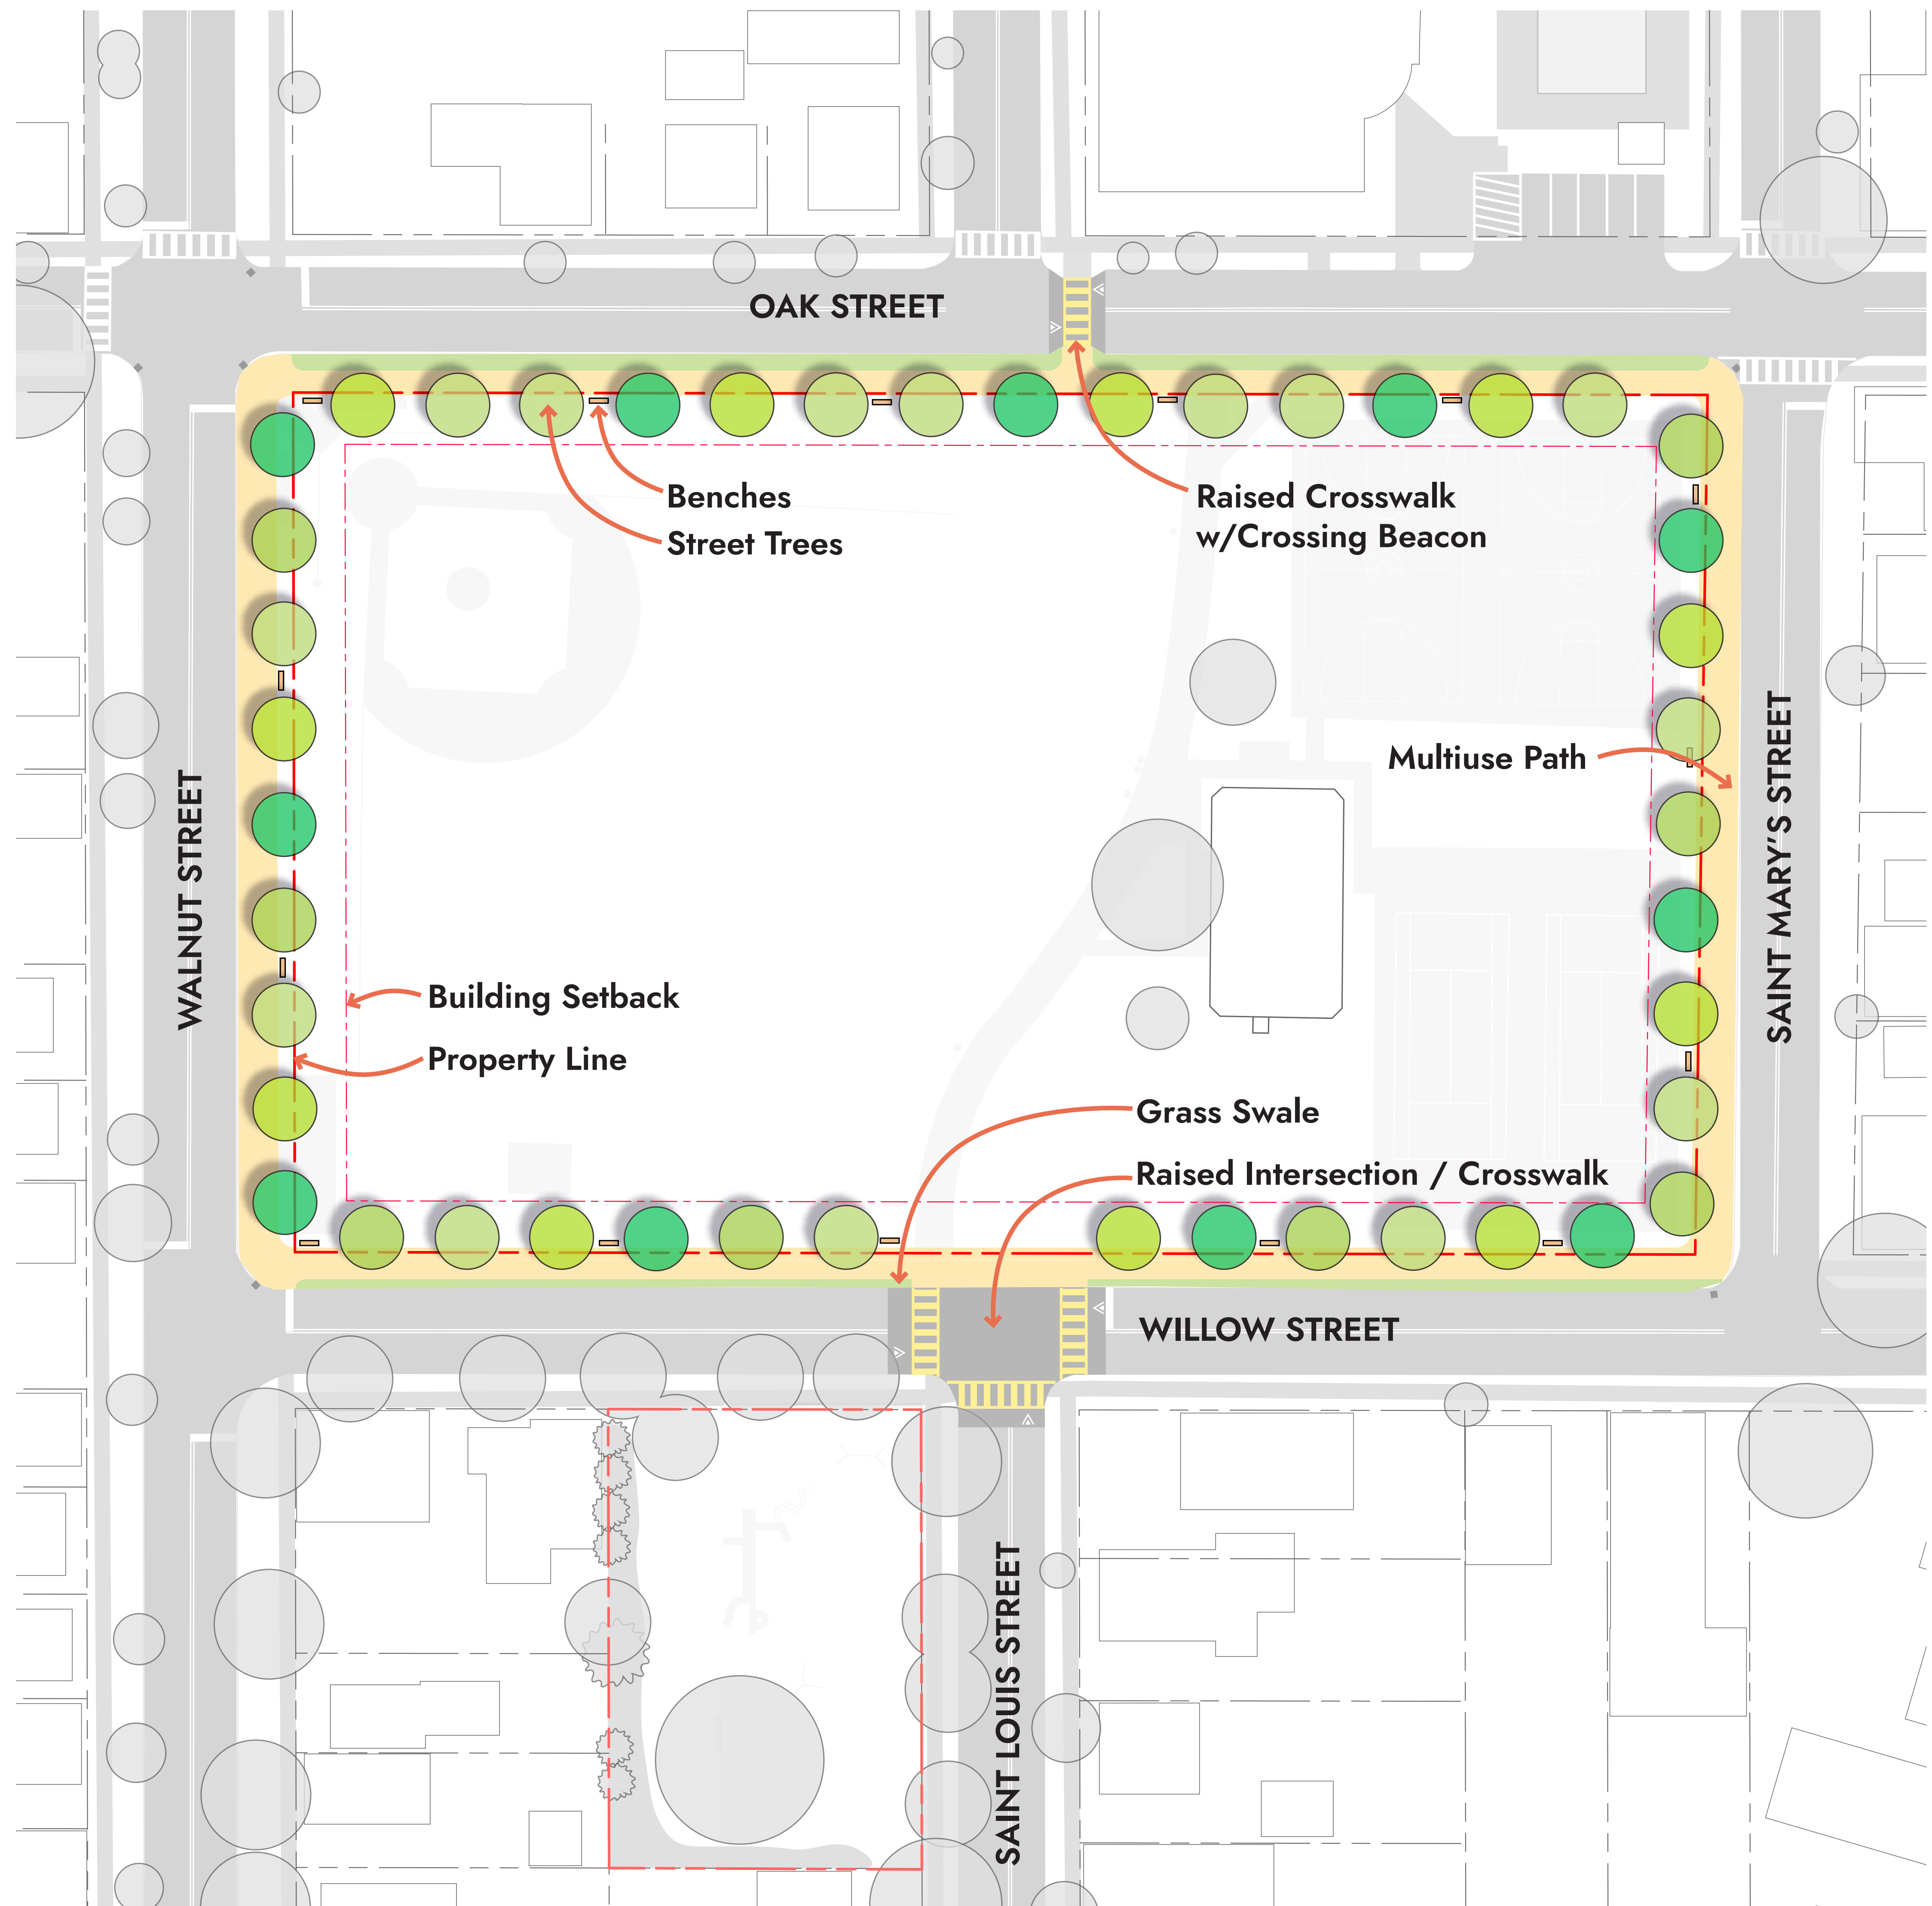 OAK STREET
Benches
Street Trees
Raised Crosswalk
w/Crossing Beacon
Multiuse Path
WALNUT STREET
SAINT MARY'S STREET
Building Setback
Property Line
Grass Swale
Raised Intersection / Crosswalk
WILLOW STREET
SAINT LOUIS STREET